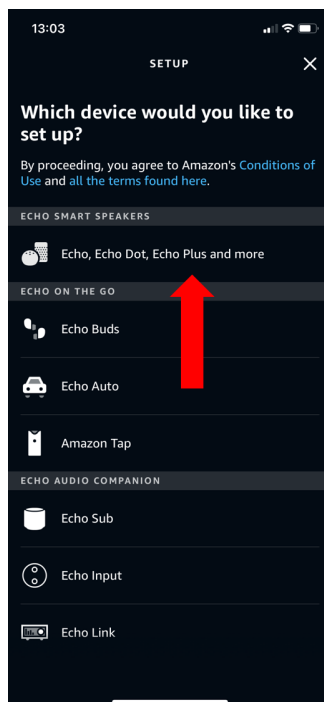 13:03
SETUP
Which device would you like to
set up?
By proceeding, you agree to Amazon's Conditions of
Use and all the terms found here.
ECHO SMART SPEAKERS
Echo, Echo Dot, Echo Plus and more
ECHO ON THE GO
Echo Buds
Echo Auto
Amazon Tap
ECHO AUDIO COMPANION
Echo Sub
Echo Input
Echo Link